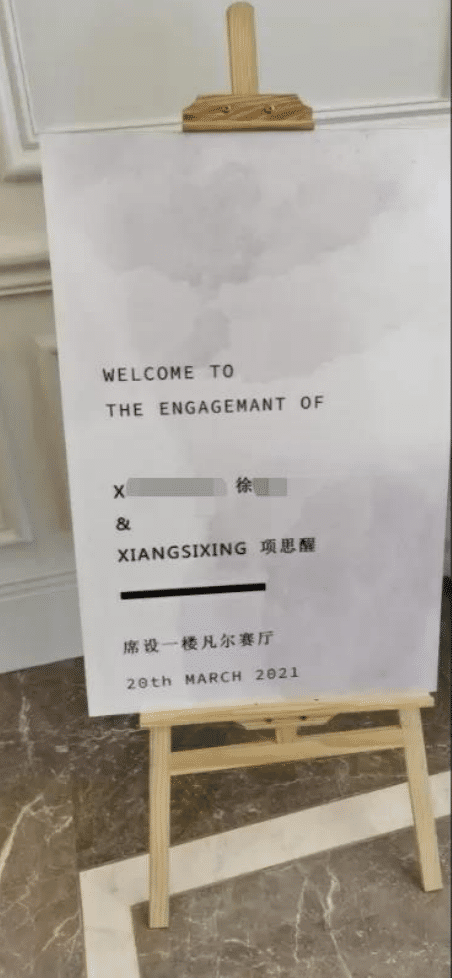 WELCOME TO
THE ENGAGEMANT OF
X 徐
&
XIANGSIXING 项思醒
席设一楼凡尔赛厅
20th MARCH 2021